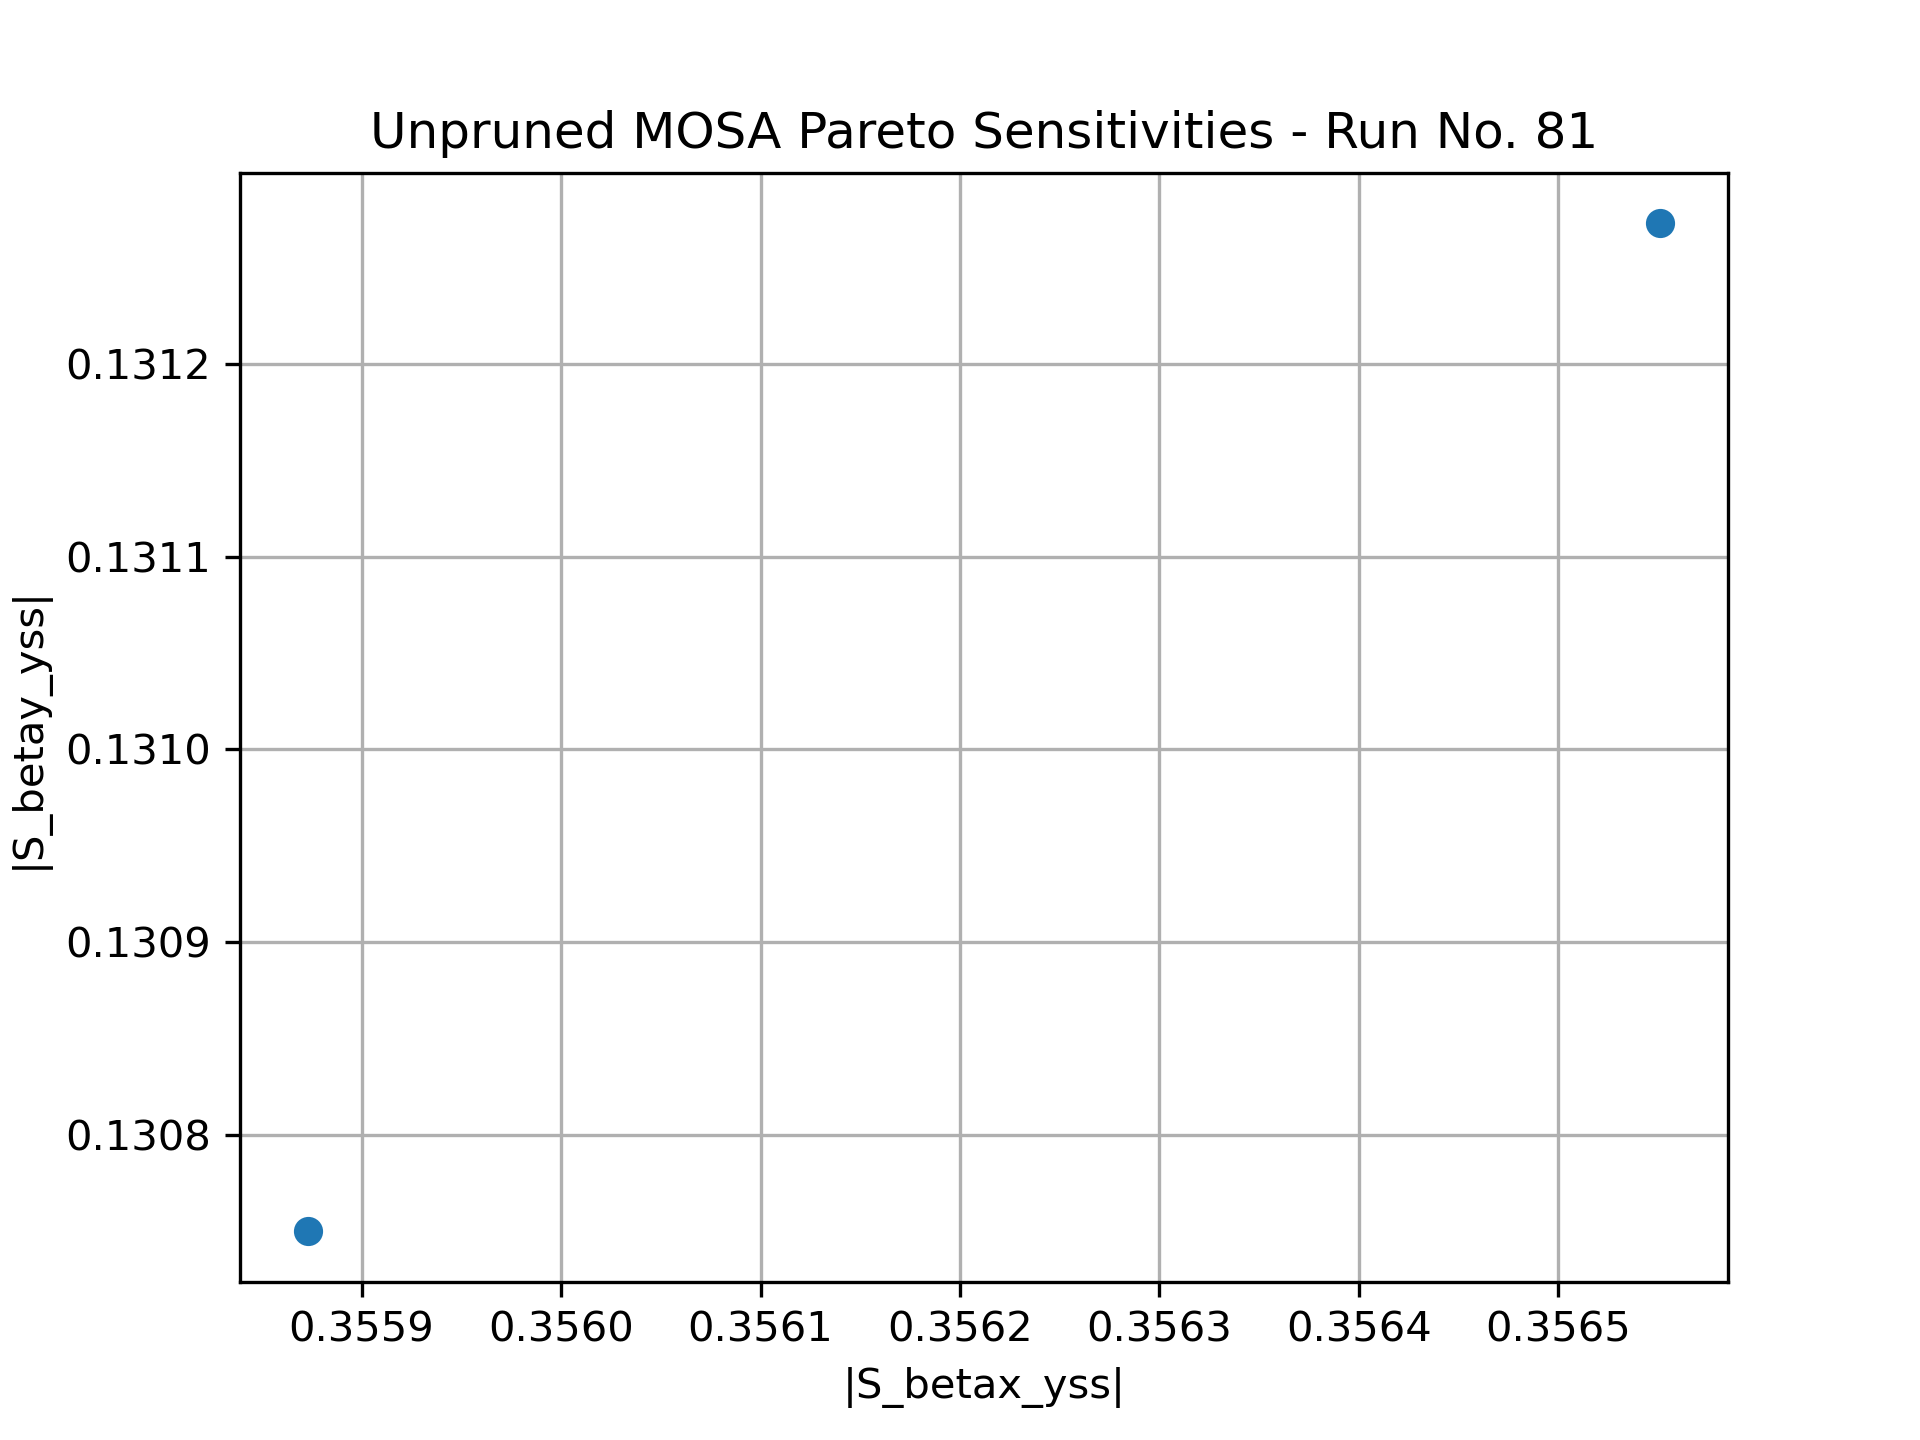 Unpruned MOSA Pareto Sensitivities - Run No. 81
|S_betay_yss|
0.1312
0.1311
0.1310
0.1309
0.1308
0.3559 0.3560 0.3561 0.3562 0.3563 0.3564 0.3565
|S_betax_yss|